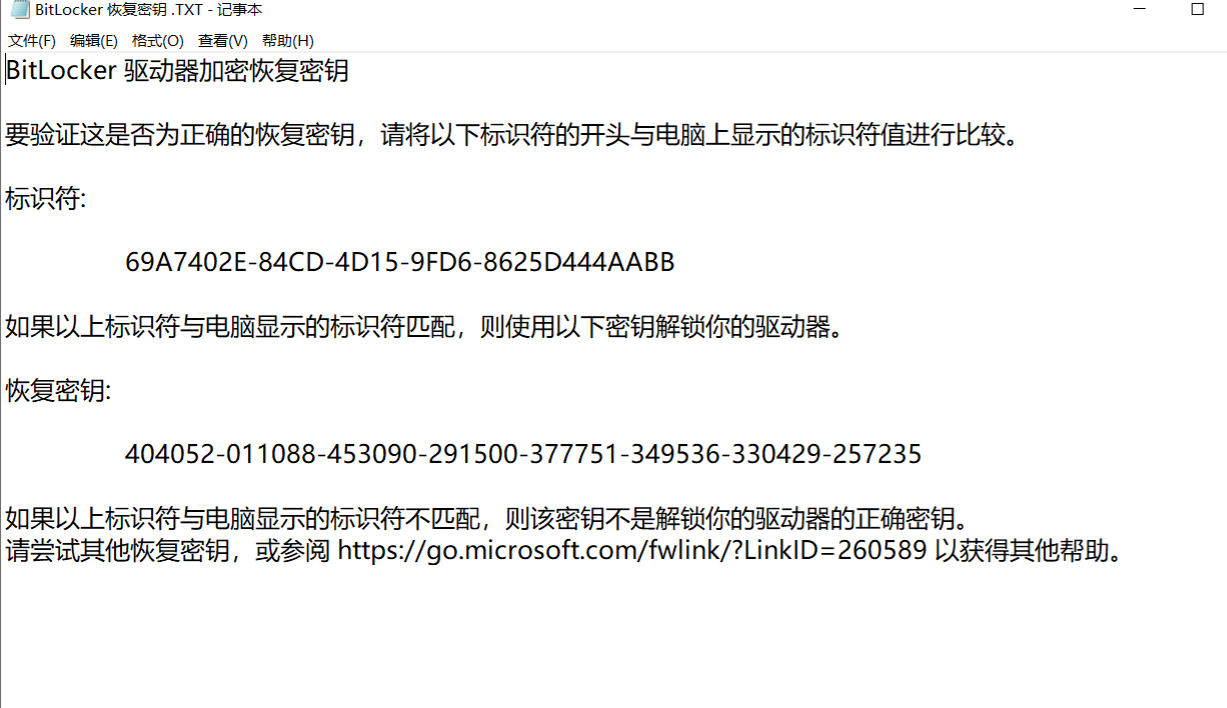 BitLocker 恢复密钥 .TXT - 记事本
文件(F) 编辑(E) 格式(O) 查看(V) 帮助(H)
BitLocker 驱动器加密恢复密钥
要验证这是否为正确的恢复密钥，请将以下标识符的开头与电脑上显示的标识符值进行比较。
标识符:
69A7402E-84CD-4D15-9FD6-8625D444AABB
如果以上标识符与电脑显示的标识符匹配，则使用以下密钥解锁你的驱动器。
恢复密钥:
404052-011088-453090-291500-377751-349536-330429-257235
如果以上标识符与电脑显示的标识符不匹配，则该密钥不是解锁你的驱动器的正确密钥。
请尝试其他恢复密钥，或参阅 https://go.microsoft.com/fwlink/?LinkID=260589 以获得其他帮助。